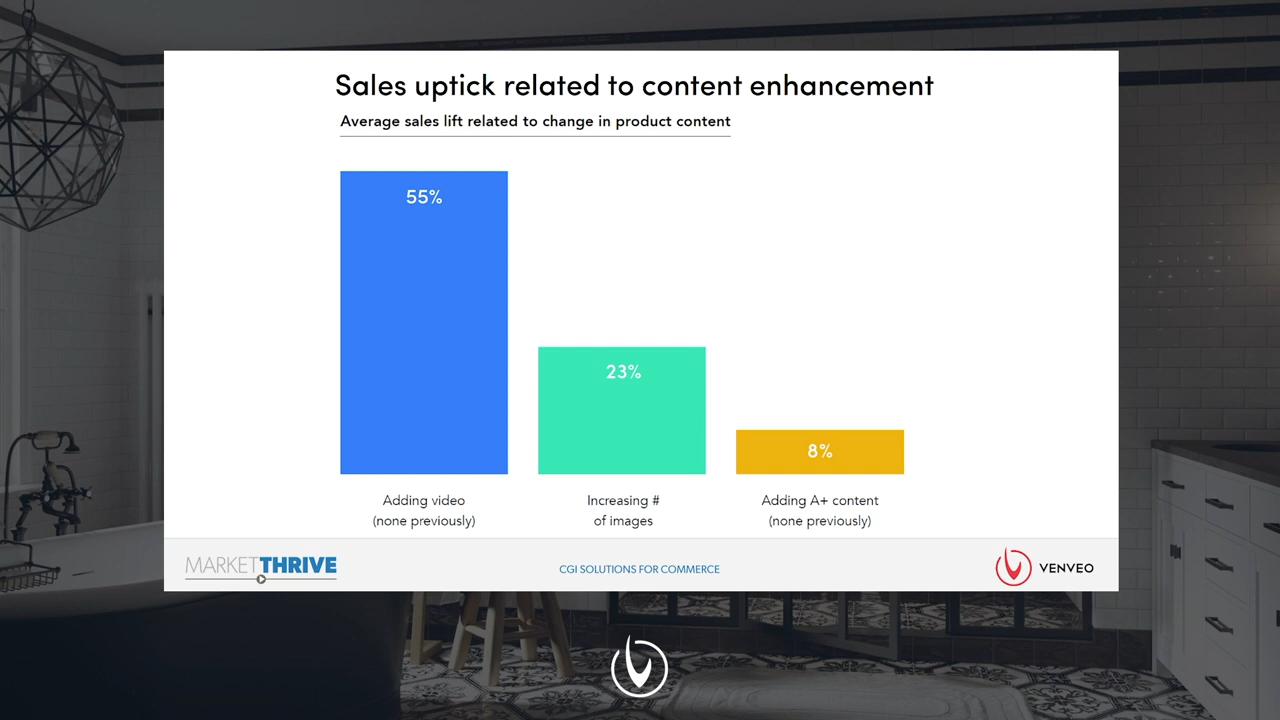 Sales uptick related to content enhancement
Average sales lift related to change in product content
55%
23%
8%
Adding video
(none previously)
Increasing #
of images
Adding A+ content
(none previously)
MARKETTHRIVE
CGI SOLUTIONS FOR COMMERCE
VENVEO